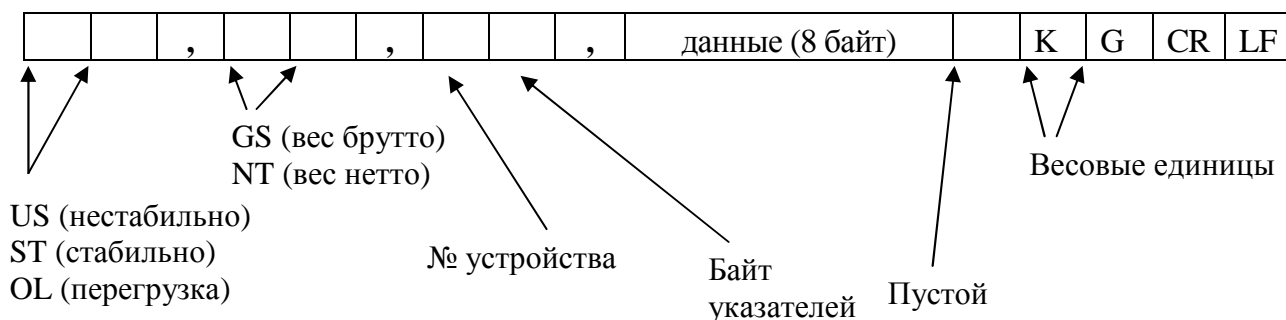 , , , данные (8 байт) K G CR LF
GS (вес брутто)
NT (вес нетто)
Весовые единицы
US (нестабильно)
ST (стабильно)
OL (перегрузка)
№ устройства
Байт
указателей
Пустой